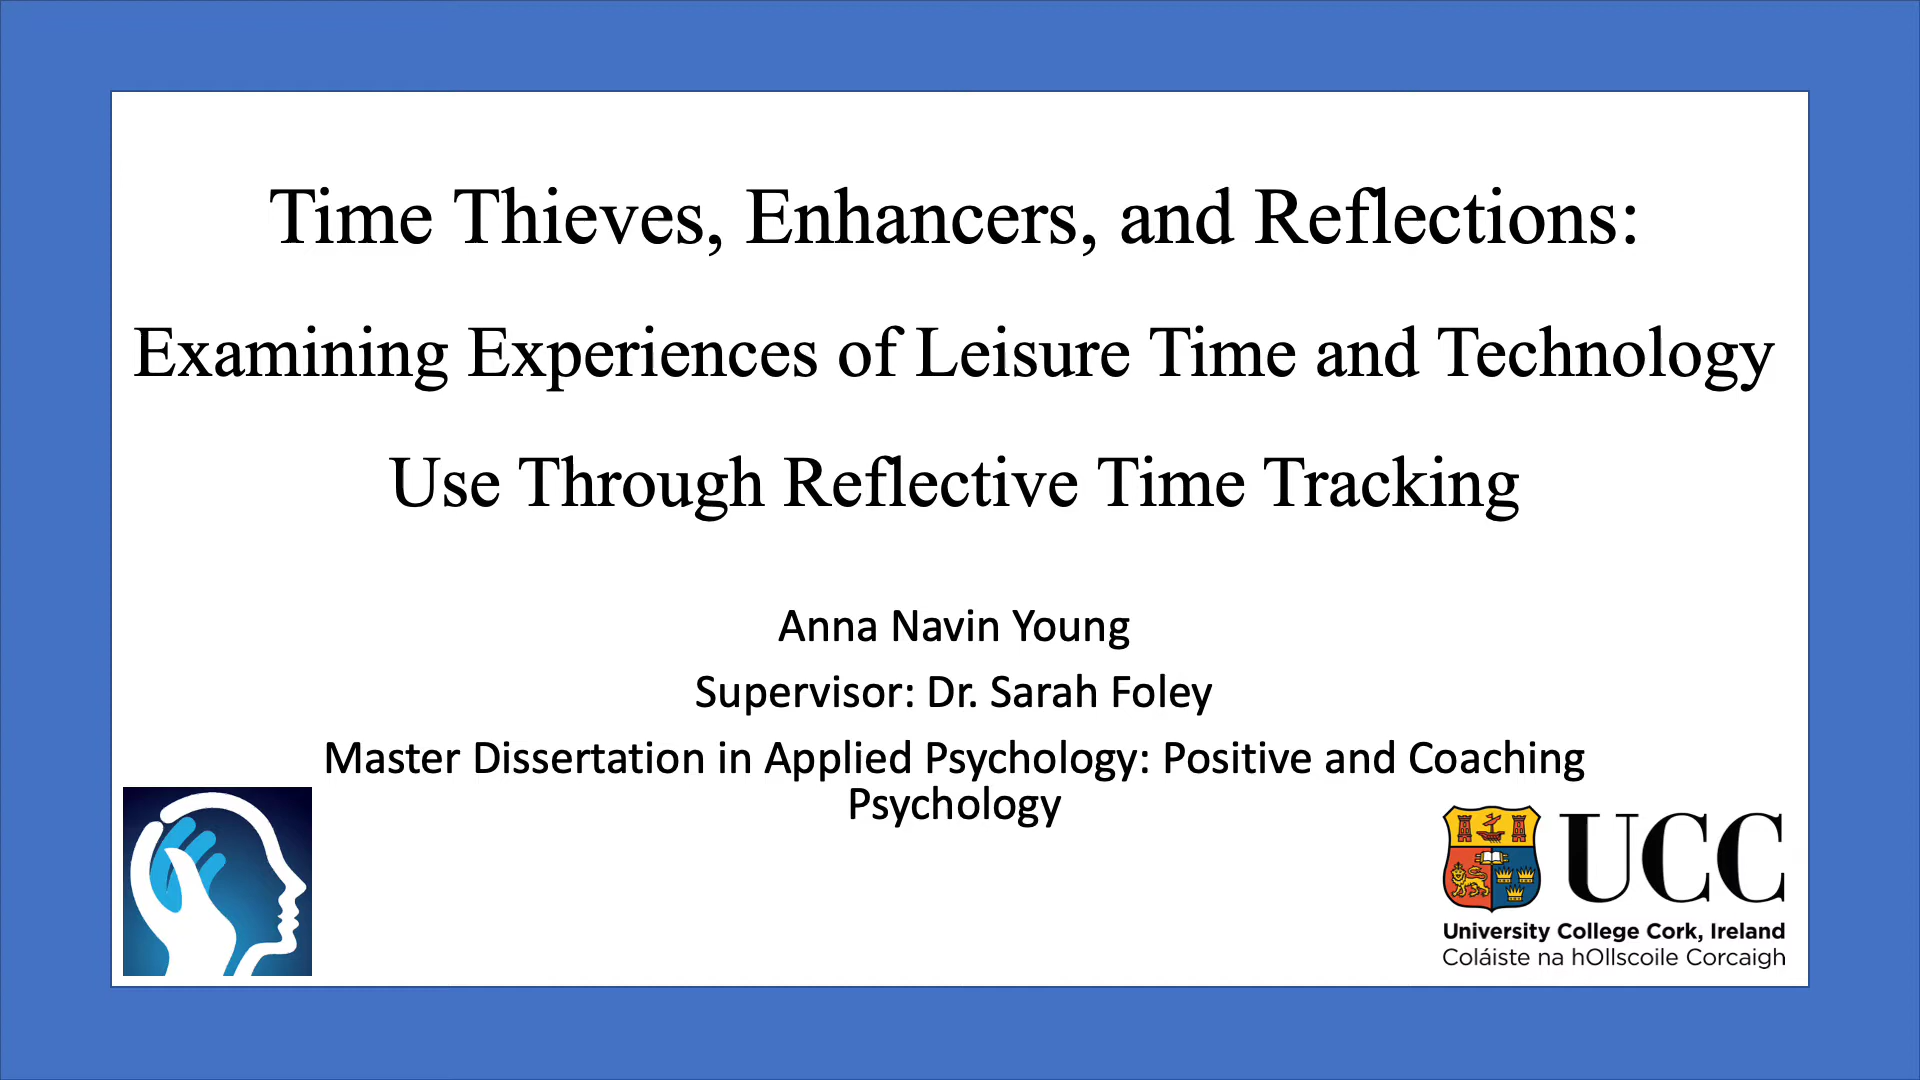 Time Thieves, Enhancers, and Reflections:
Examining Experiences of Leisure Time and Technology
Use Through Reflective Time Tracking
Anna Navin Young
Supervisor: Dr. Sarah Foley
Master Dissertation in Applied Psychology: Positive and Coaching
Psychology
UCC
University College Cork, Ireland
Coláiste na hOllscoile Corcaigh